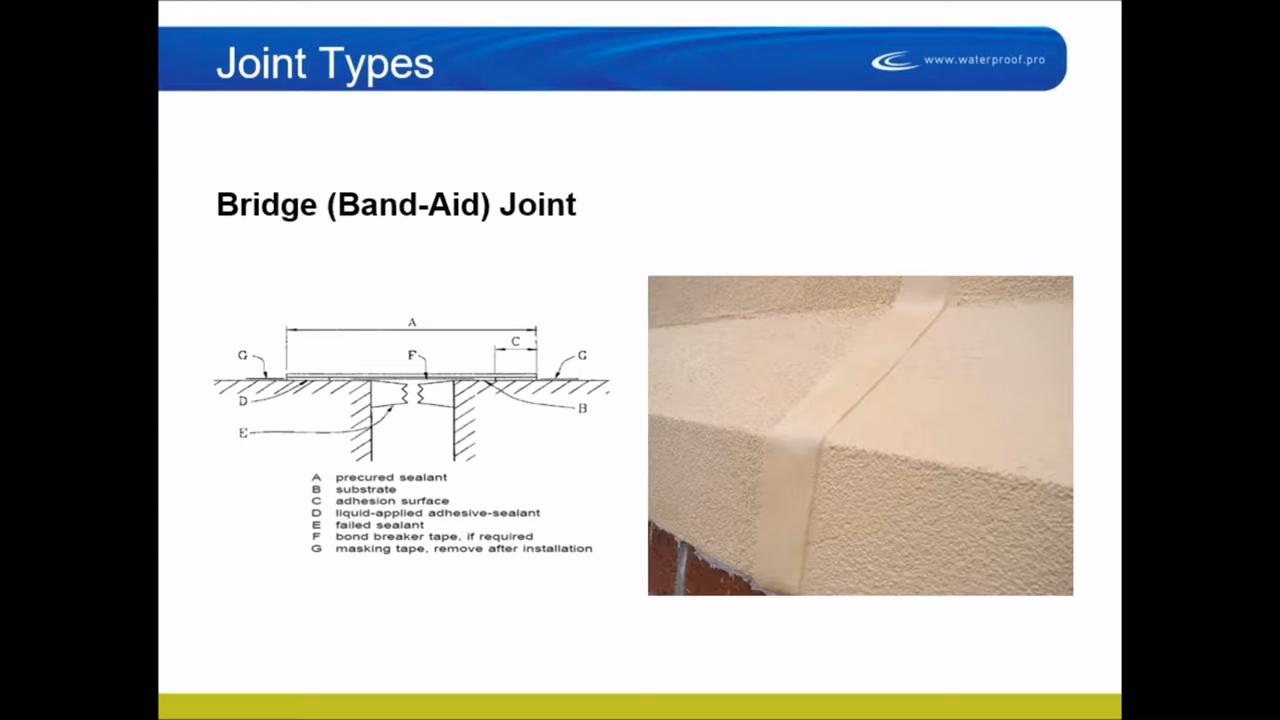 Joint Types
www.waterproof.pro
Bridge (Band-Aid) Joint
A
C
G
F
G
D
B
E
A precured sealant
B substrate
C adhesion surface
D liquid-applied adhesive-sealant
E failed sealant
F bond breaker tape, if required
G masking tape, remove after installation